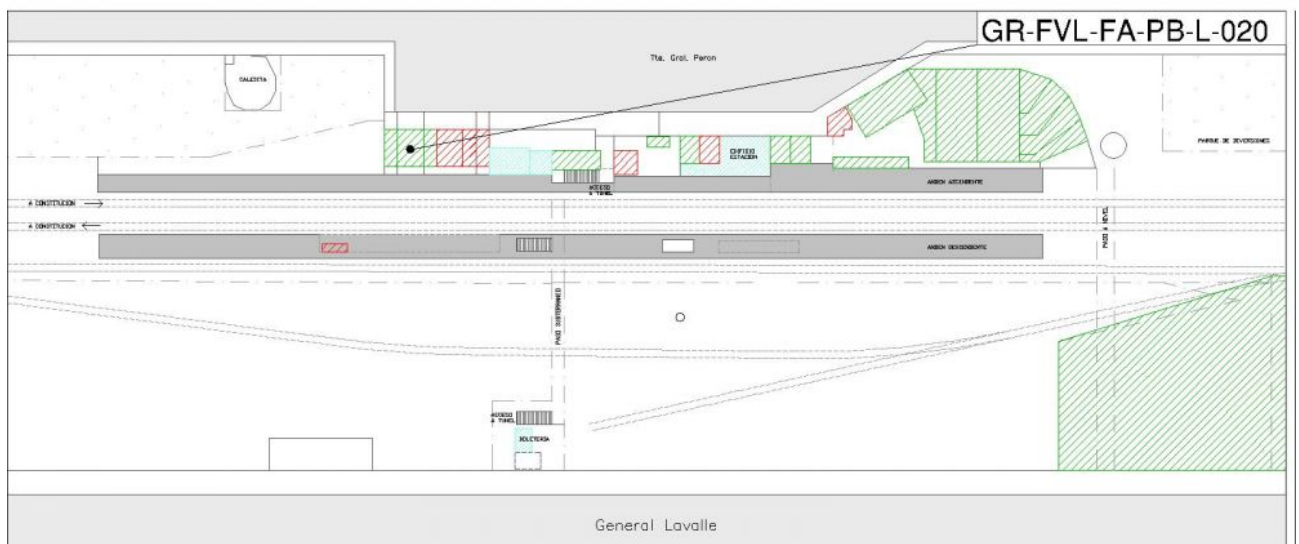 GR-FVL-FA-PB-L-020
Tte. Gral. Peron
CALESITA
PARQUE DE DIVERSIONES
EDIFICIO
ESTACION
ANDEN ASCENDENTE
ACCESO
A TUNEL
A CONSTITUCION
A CONSTITUCION
PASO A NIVEL
ANDEN DESCENDENTE
PASO SUBTERRANEO
ACCESO
A TUNEL
BOLETERIA
General Lavalle